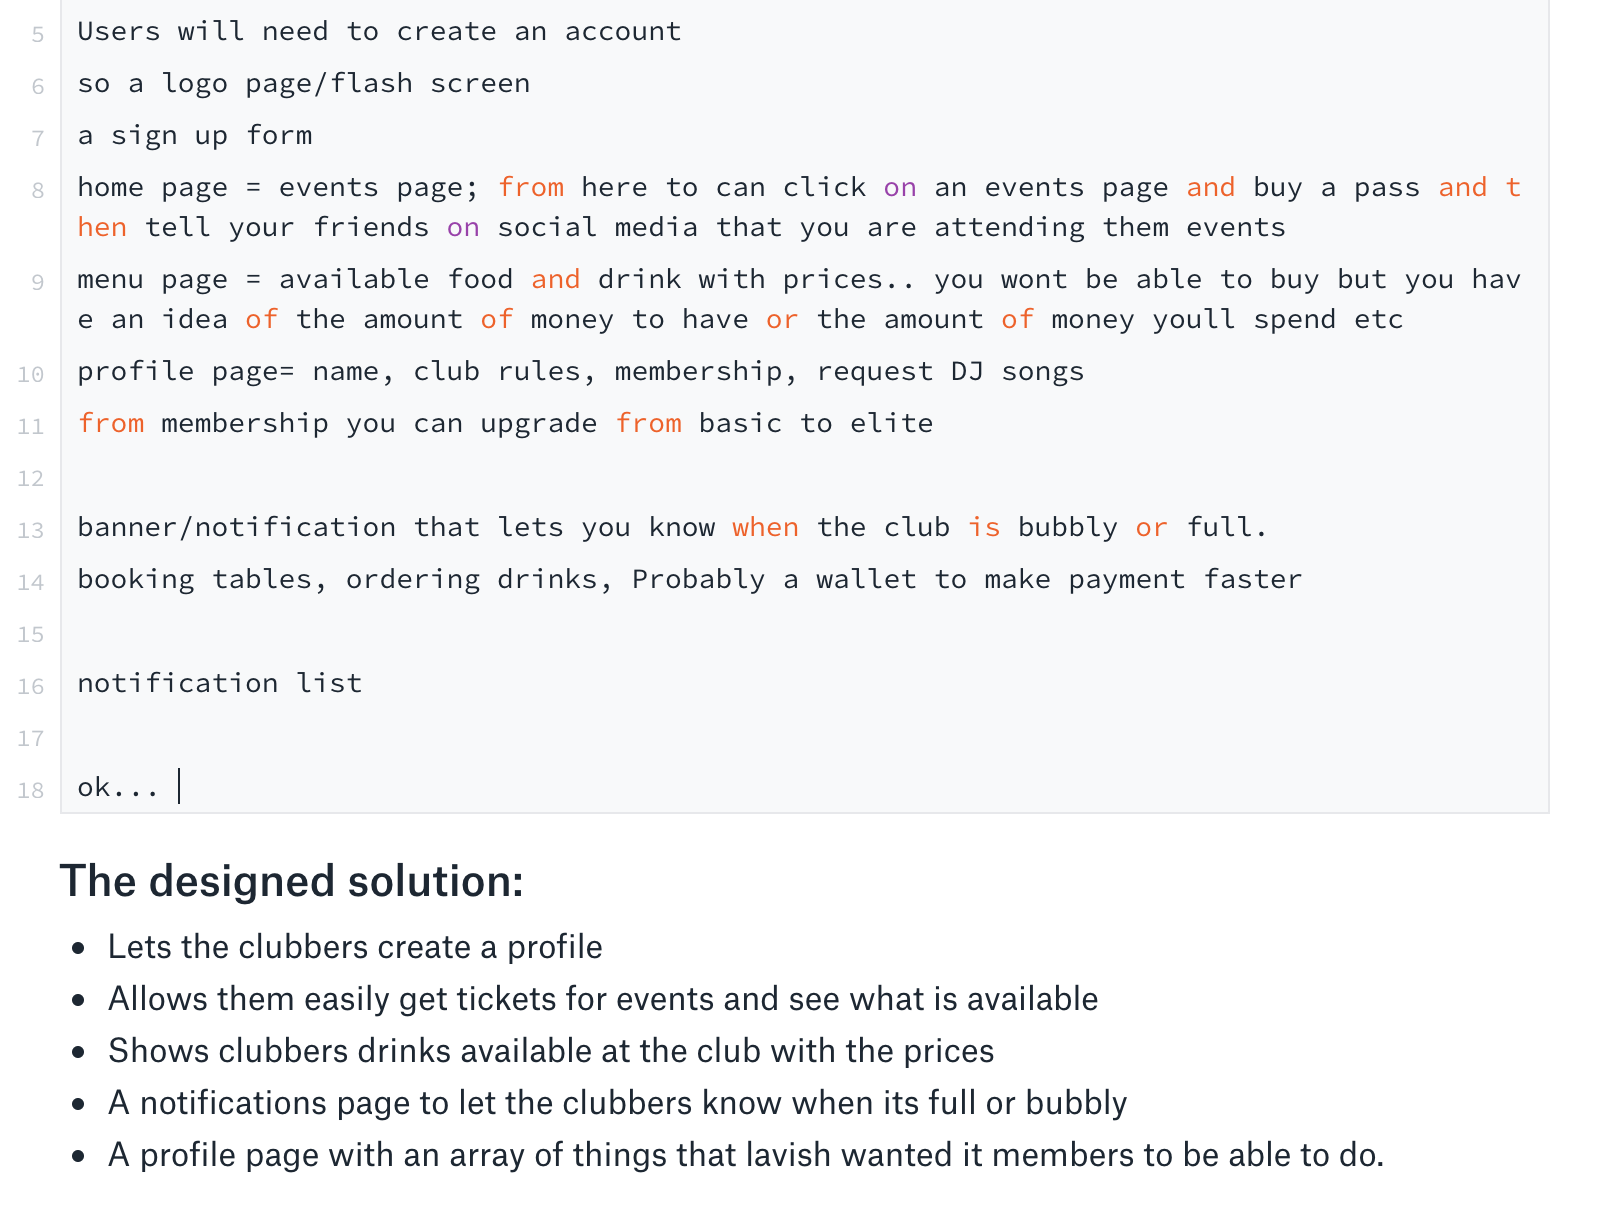 5 Users will need to create an account
6 so a logo page/flash screen
7 a sign up form
8 home page = events page; from here to can click on an events page and buy a pass and t
hen tell your friends on social media that you are attending them events
9 menu page = available food and drink with prices.. you wont be able to buy but you hav
e an idea of the amount of money to have or the amount of money youll spend etc
10 profile page= name, club rules, membership, request DJ songs
11 from membership you can upgrade from basic to elite
12
13 banner/notification that lets you know when the club is bubbly or full.
14 booking tables, ordering drinks, Probably a wallet to make payment faster
15
16 notification list
17
18 ok...
The designed solution:
• Lets the clubbers create a profile
• Allows them easily get tickets for events and see what is available
• Shows clubbers drinks available at the club with the prices
• A notifications page to let the clubbers know when its full or bubbly
• A profile page with an array of things that lavish wanted it members to be able to do.